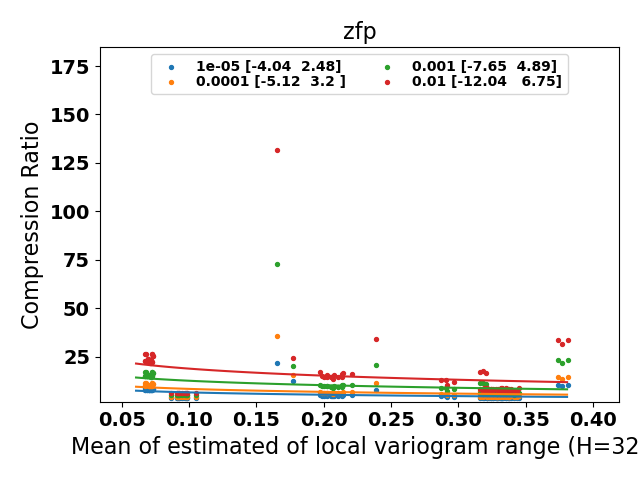 zfp
1e-05 [-4.04  2.48]
0.0001 [-5.12  3.2 ]
0.001 [-7.65  4.89]
0.01 [-12.04   6.75]
Compression Ratio
175
150
125
100
75
50
25
0.05 0.10 0.15 0.20 0.25 0.30 0.35 0.40
Mean of estimated of local variogram range (H=32